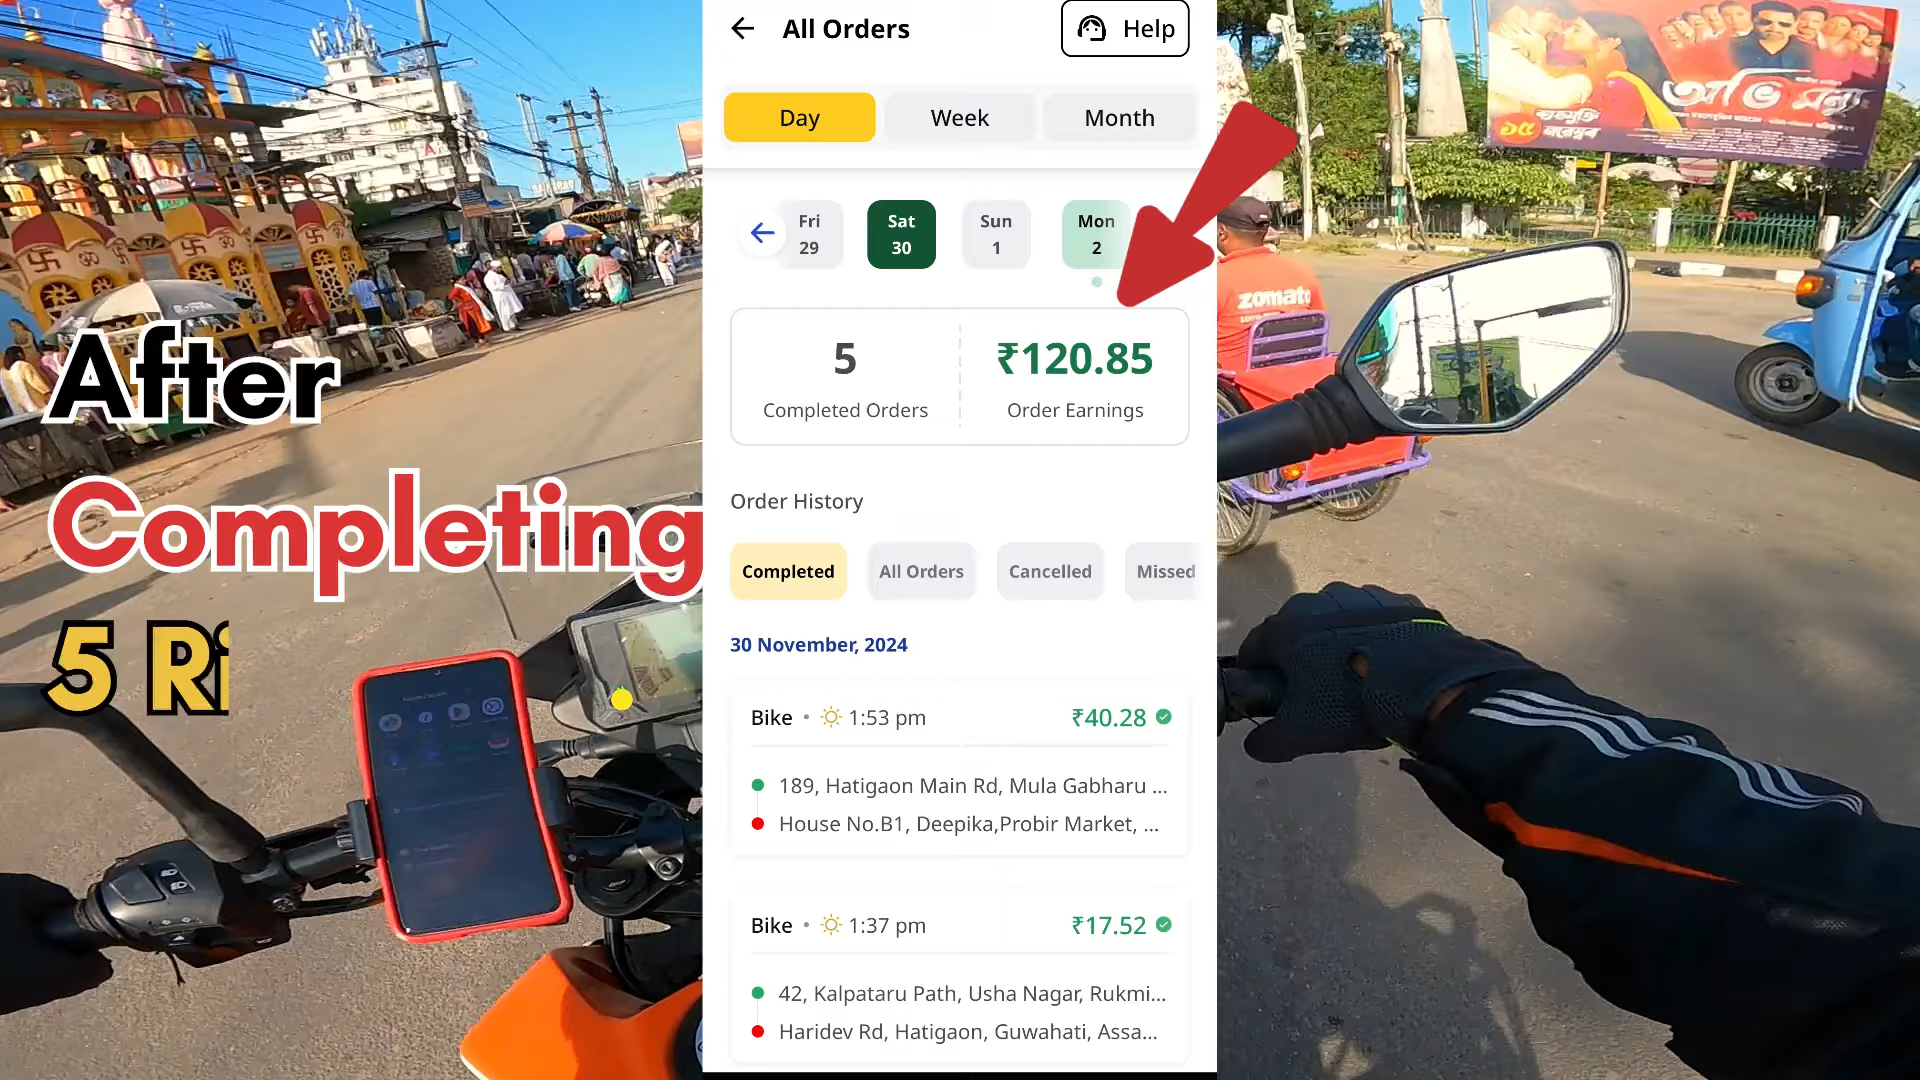 All Orders
Help
Day
Week
Month
Fri
29
Sat
30
Sun
1
Mon
2
5
Completed Orders
₹120.85
Order Earnings
Order History
Completed
All Orders
Cancelled
Missed
30 November, 2024
Bike • 1:53 pm
₹40.28
189, Hatigaon Main Rd, Mula Gabharu ...
House No.B1, Deepika,Probir Market, ...
Bike • 1:37 pm
₹17.52
42, Kalpataru Path, Usha Nagar, Rukmi...
Haridev Rd, Hatigaon, Guwahati, Assa...
After
Completing
5 Ri
zomato
অভিমন্যু
১৫